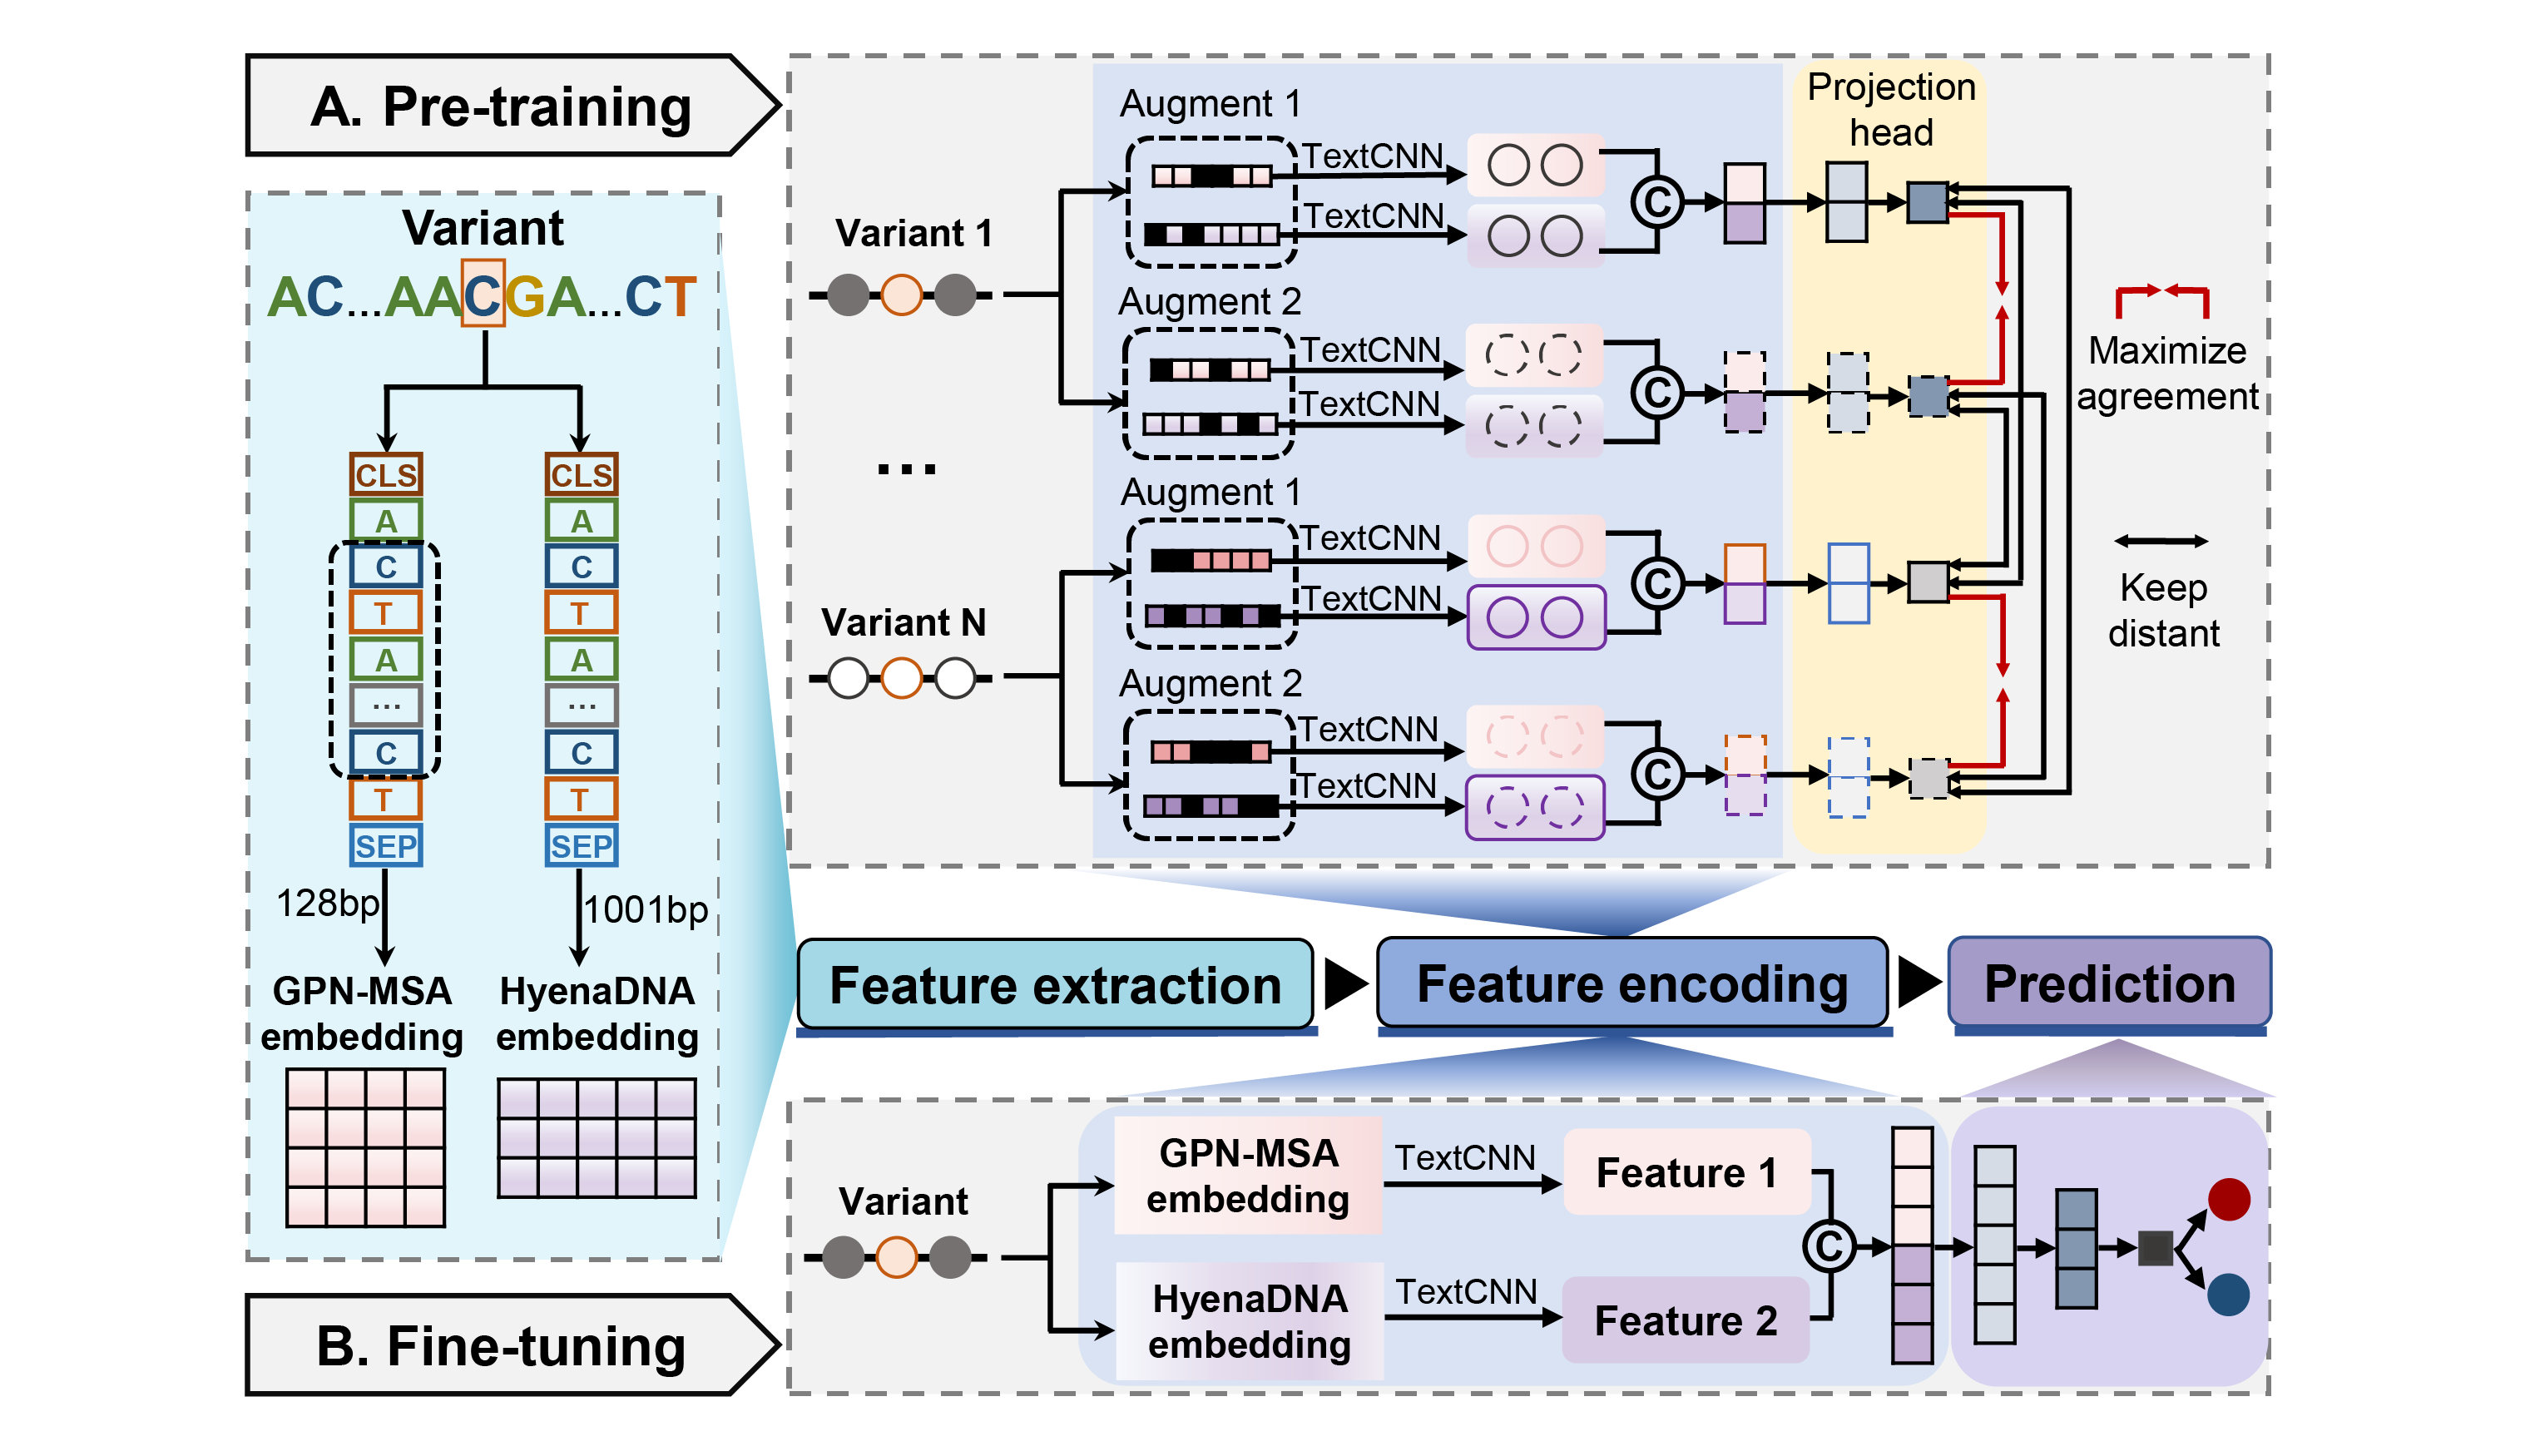 A. Pre-training
Variant
AC...AACGA...CT
CLS
A
C
T
A
...
C
T
SEP
128bp
GPN-MSA
embedding
CLS
A
C
T
A
...
C
T
SEP
1001bp
HyenaDNA
embedding
Variant 1
...
Variant N
Augment 1
TextCNN
TextCNN
C
Augment 2
TextCNN
TextCNN
C
Augment 1
TextCNN
TextCNN
C
Augment 2
TextCNN
TextCNN
C
Projection
head
Maximize
agreement
Keep
distant
Feature extraction
Feature encoding
Prediction
B. Fine-tuning
Variant
GPN-MSA
embedding
TextCNN
Feature 1
HyenaDNA
embedding
TextCNN
Feature 2
C